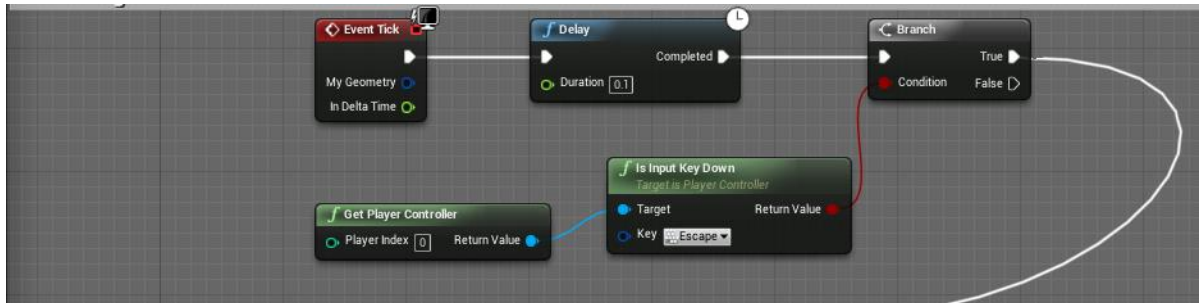 Event Tick
My Geometry
In Delta Time
Delay
Completed
Duration 0.1
Branch
True
Condition False
Is Input Key Down
Target is Player Controller
Target Return Value
Key Escape
Get Player Controller
Player Index 0 Return Value